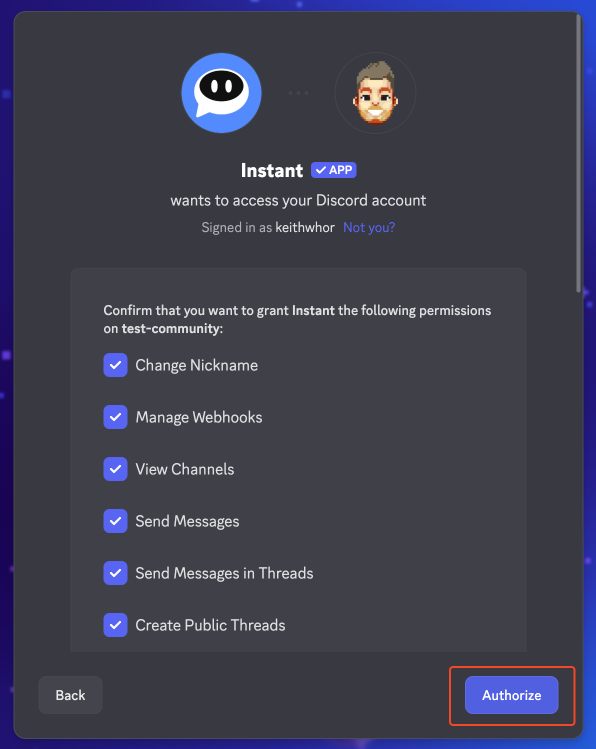 Instant ✓ APP
wants to access your Discord account
Signed in as keithwhor Not you?
Confirm that you want to grant Instant the following permissions
on test-community:
Change Nickname
Manage Webhooks
View Channels
Send Messages
Send Messages in Threads
Create Public Threads
Back
Authorize